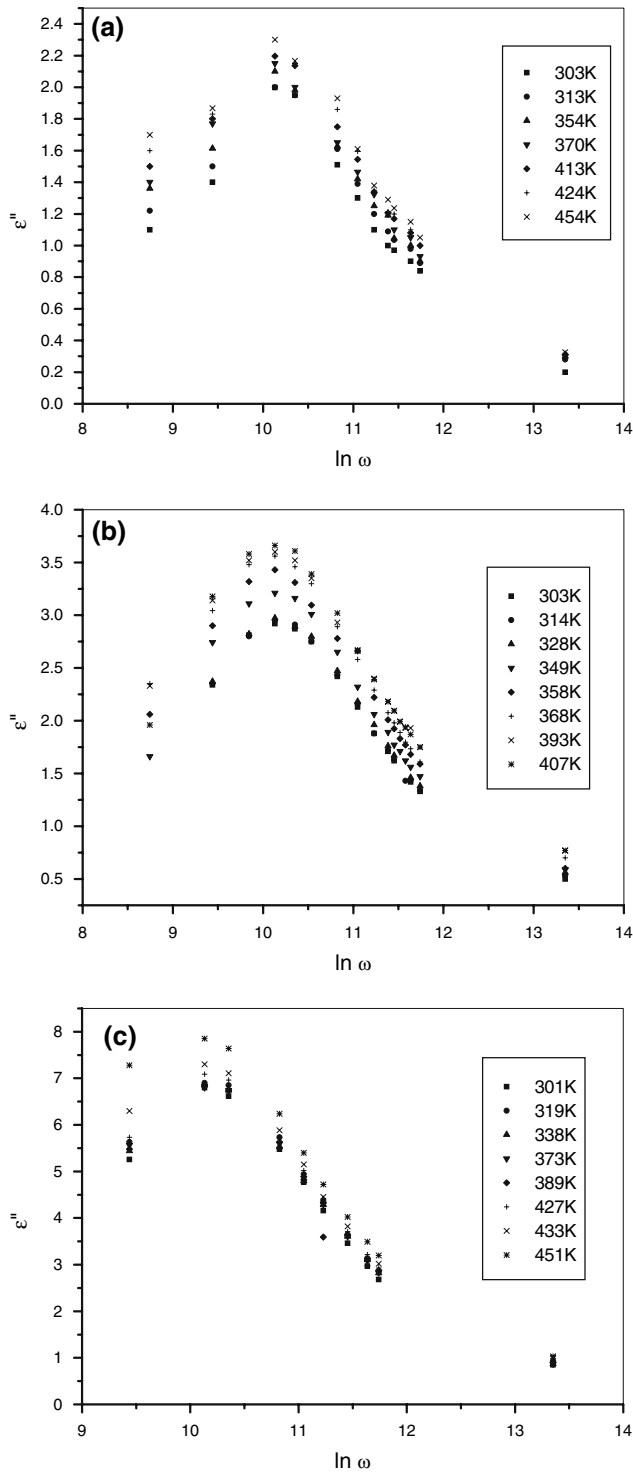 (a)
2.4
2.2
2.0
1.8
1.6
1.4
1.2
1.0
0.8
0.6
0.4
0.2
0.0
ε"
303K
313K
354K
370K
413K
424K
454K
8 9 10 11 12 13 14
ln ω
(b)
4.0
3.5
3.0
2.5
2.0
1.5
1.0
0.5
ε"
303K
314K
328K
349K
358K
368K
393K
407K
8 9 10 11 12 13 14
ln ω
(c)
8
7
6
5
4
3
2
1
0
ε"
301K
319K
338K
373K
389K
427K
433K
451K
9 10 11 12 13 14
ln ω